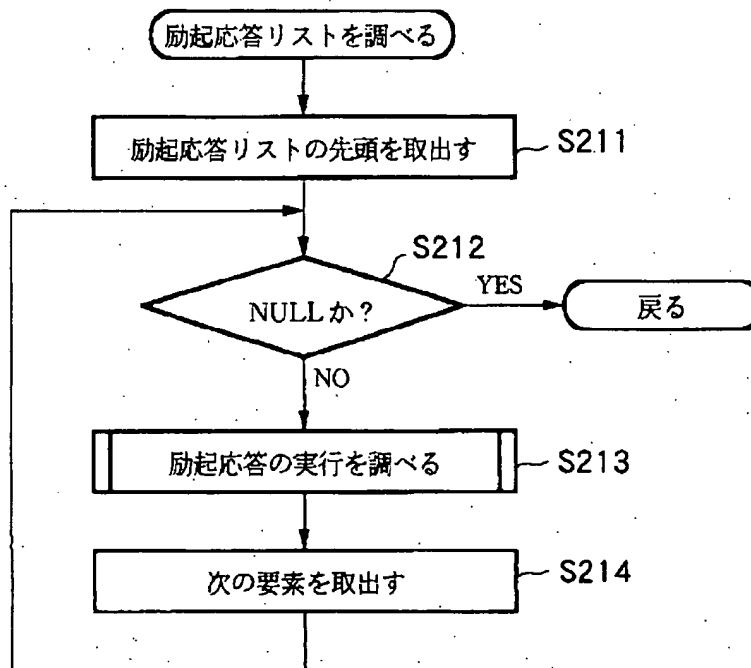 励起応答リストを調べる
励起応答リストの先頭を取出す
S211
S212
NULLか?
YES
戻る
NO
励起応答の実行を調べる
S213
次の要素を取出す
S214